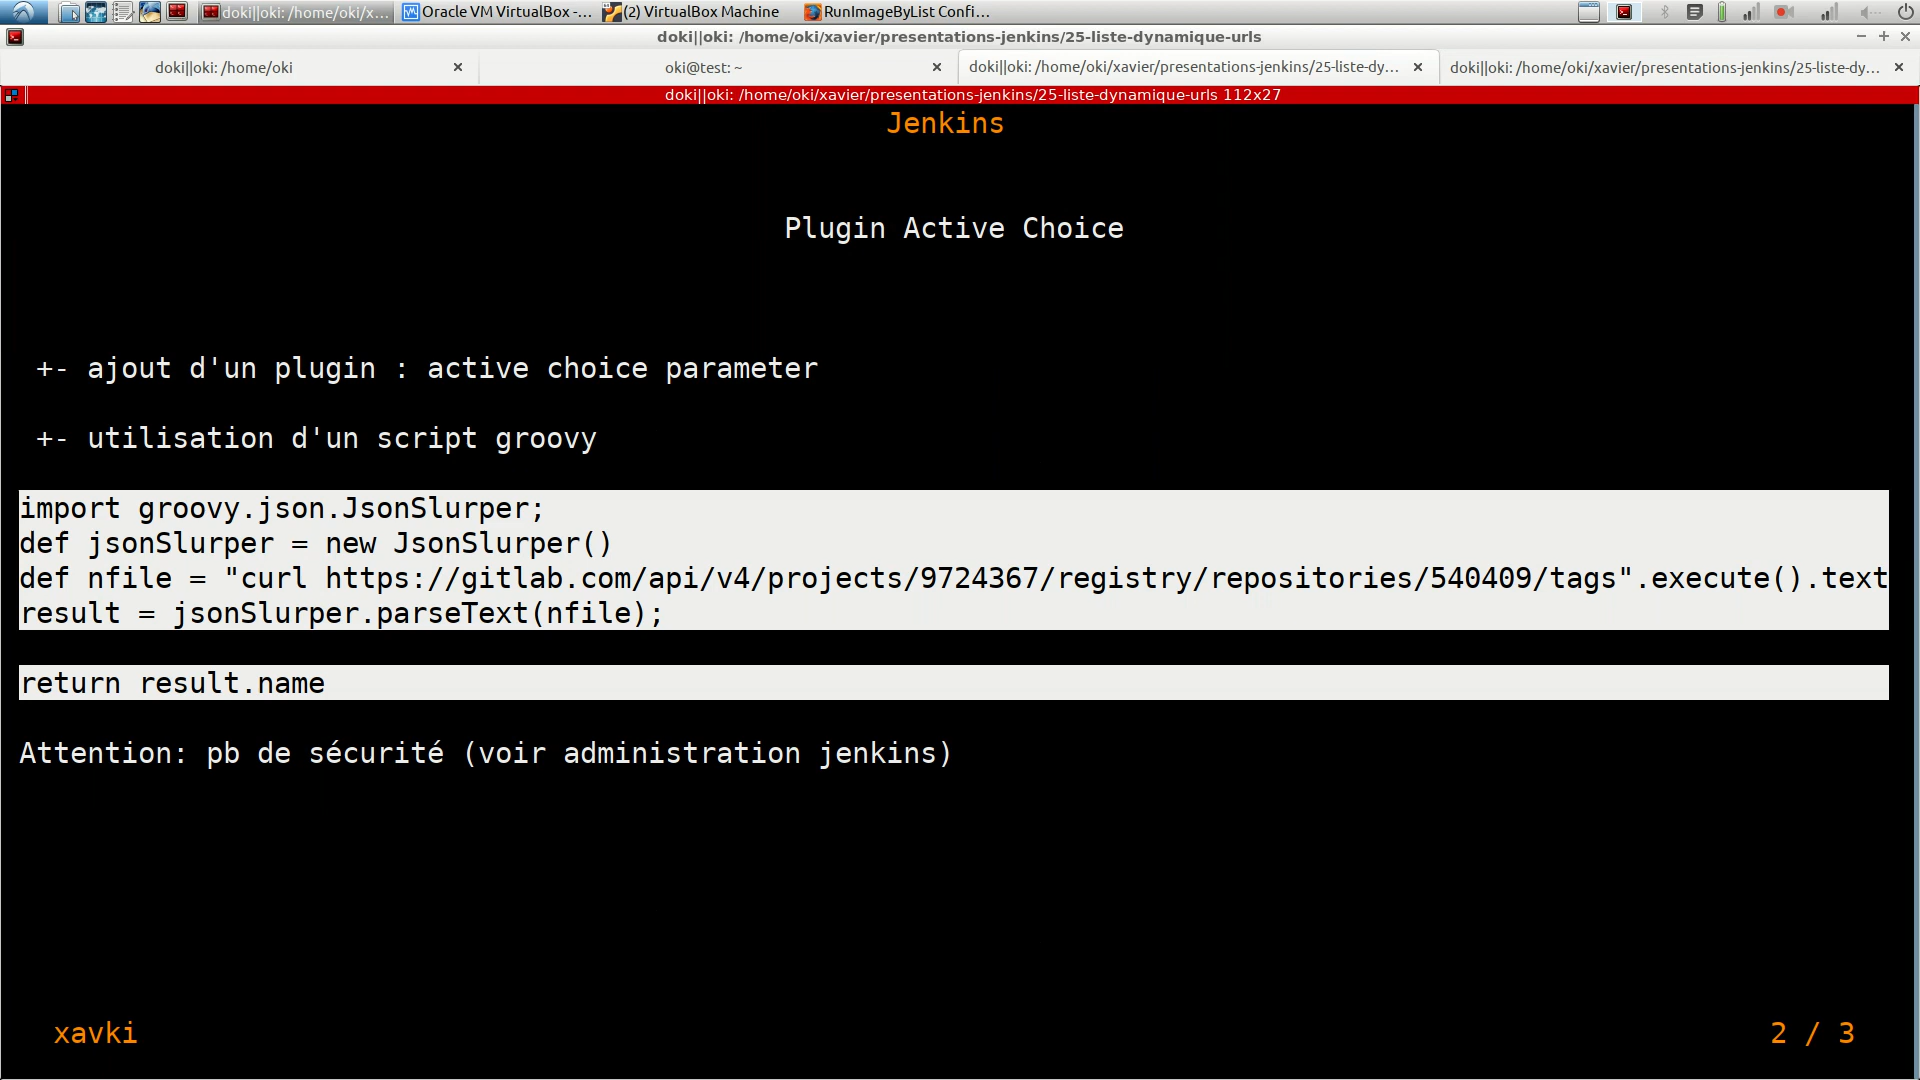 doki||oki: /home/oki/x...
Oracle VM VirtualBox -...
(2) VirtualBox Machine
RunImageByList Confi...
doki||oki: /home/oki/xavier/presentations-jenkins/25-liste-dynamique-urls
doki||oki: /home/oki
oki@test: ~
doki||oki: /home/oki/xavier/presentations-jenkins/25-liste-dy...
doki||oki: /home/oki/xavier/presentations-jenkins/25-liste-dy...
doki||oki: /home/oki/xavier/presentations-jenkins/25-liste-dynamique-urls 112x27
Jenkins
Plugin Active Choice
+- ajout d'un plugin : active choice parameter
+- utilisation d'un script groovy
import groovy.json.JsonSlurper;
def jsonSlurper = new JsonSlurper()
def nfile = "curl https://gitlab.com/api/v4/projects/9724367/registry/repositories/540409/tags".execute().text
result = jsonSlurper.parseText(nfile);
return result.name
Attention: pb de sécurité (voir administration jenkins)
xavki
2 / 3